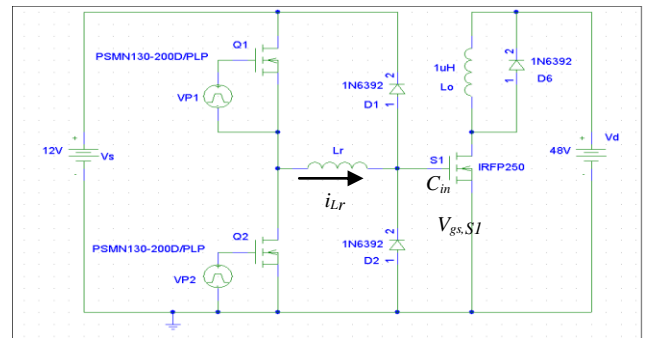 Q1
PSMN130-200D/PLP
VP1
2
1N6392
D1
1
1uH
Lo
2
1N6392
D6
1
12V
Vs
Lr
iLr
S1
IRFP250
Cin
Vgs,S1
48V
Vd
Q2
PSMN130-200D/PLP
VP2
2
1N6392
D2
1